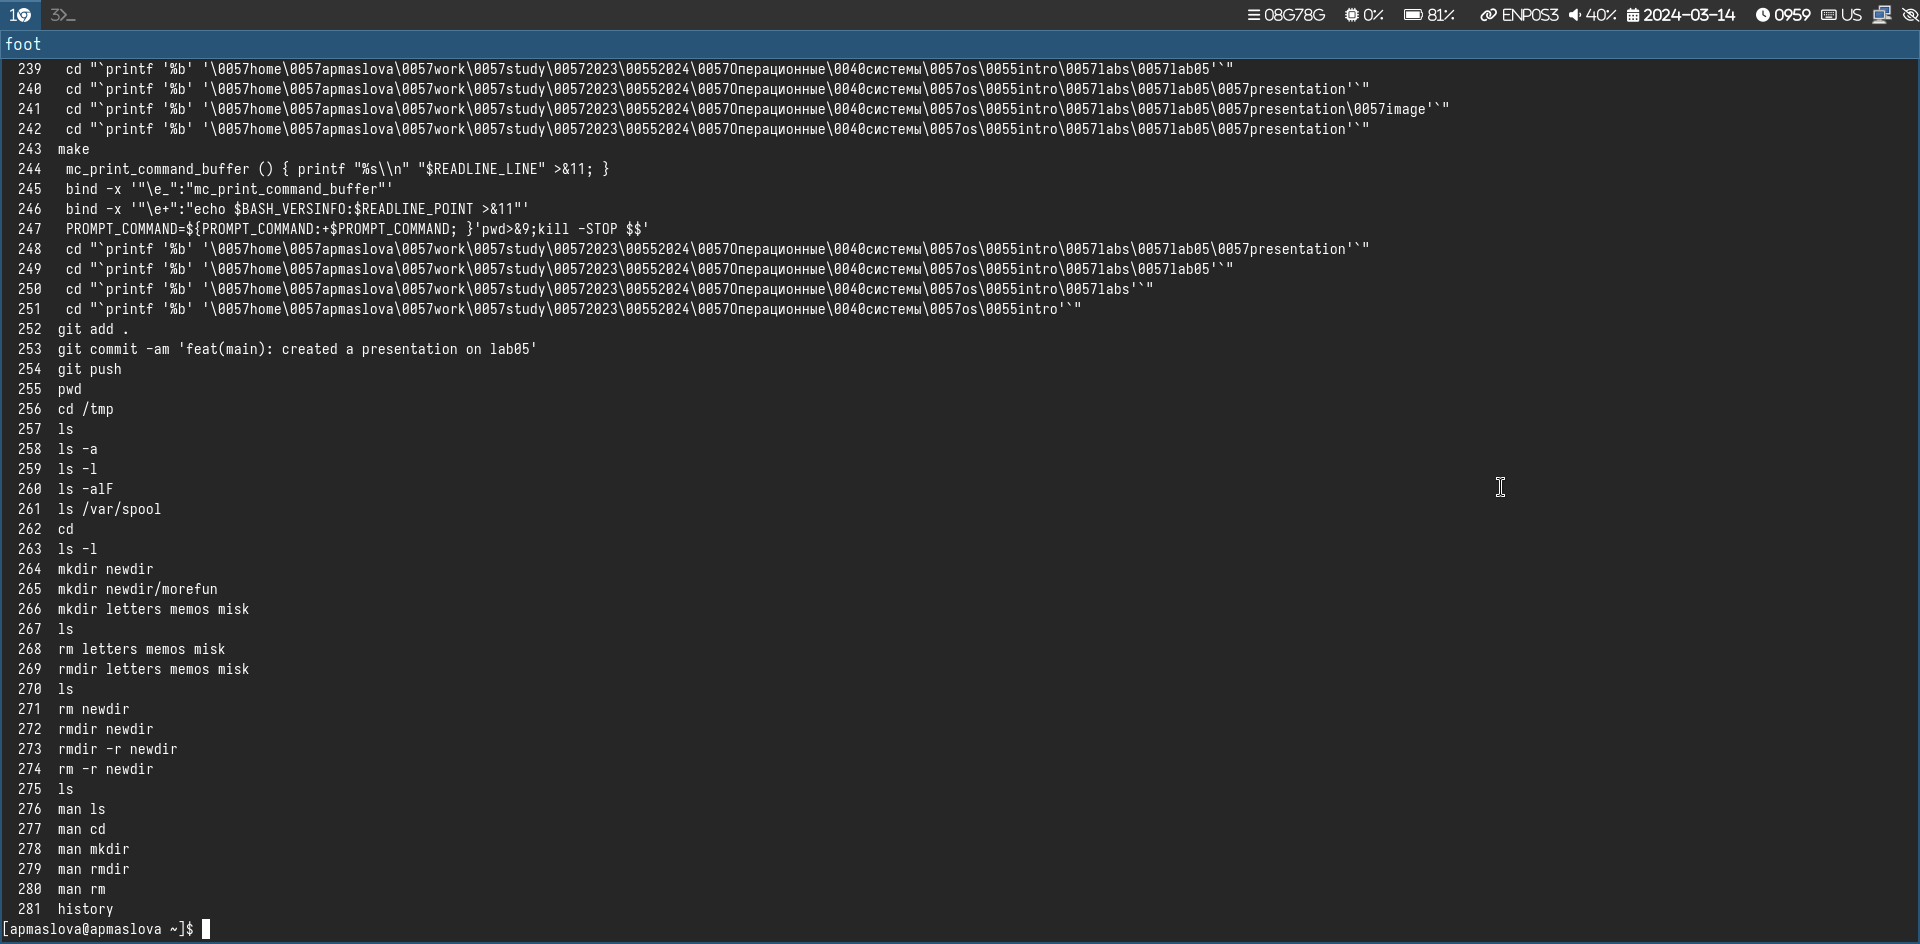 1 3 08G78G 0% 81% ENP0S3 40% 2024-03-14 0959 US
foot
239 cd "`printf '%b' '\0057home\0057apmaslova\0057work\0057study\00572023\00552024\0057Операционные\0040системы\0057os\0055intro\0057labs\0057lab05'`"
240 cd "`printf '%b' '\0057home\0057apmaslova\0057work\0057study\00572023\00552024\0057Операционные\0040системы\0057os\0055intro\0057labs\0057lab05\0057presentation'`"
241 cd "`printf '%b' '\0057home\0057apmaslova\0057work\0057study\00572023\00552024\0057Операционные\0040системы\0057os\0055intro\0057labs\0057lab05\0057presentation\0057image'`"
242 cd "`printf '%b' '\0057home\0057apmaslova\0057work\0057study\00572023\00552024\0057Операционные\0040системы\0057os\0055intro\0057labs\0057lab05\0057presentation'`"
243 make
244 mc_print_command_buffer () { printf "%s\\n" "$READLINE_LINE" >&11; }
245 bind -x '"\e_":"mc_print_command_buffer"'
246 bind -x '"\e+":"echo $BASH_VERSINFO:$READLINE_POINT >&11"'
247 PROMPT_COMMAND=${PROMPT_COMMAND:+$PROMPT_COMMAND; }'pwd>&9;kill -STOP $$'
248 cd "`printf '%b' '\0057home\0057apmaslova\0057work\0057study\00572023\00552024\0057Операционные\0040системы\0057os\0055intro\0057labs\0057lab05\0057presentation'`"
249 cd "`printf '%b' '\0057home\0057apmaslova\0057work\0057study\00572023\00552024\0057Операционные\0040системы\0057os\0055intro\0057labs\0057lab05'`"
250 cd "`printf '%b' '\0057home\0057apmaslova\0057work\0057study\00572023\00552024\0057Операционные\0040системы\0057os\0055intro\0057labs'`"
251 cd "`printf '%b' '\0057home\0057apmaslova\0057work\0057study\00572023\00552024\0057Операционные\0040системы\0057os\0055intro'`"
252 git add .
253 git commit -am 'feat(main): created a presentation on lab05'
254 git push
255 pwd
256 cd /tmp
257 ls
258 ls -a
259 ls -l
260 ls -alF
261 ls /var/spool
262 cd
263 ls -l
264 mkdir newdir
265 mkdir newdir/morefun
266 mkdir letters memos misk
267 ls
268 rm letters memos misk
269 rmdir letters memos misk
270 ls
271 rm newdir
272 rmdir newdir
273 rmdir -r newdir
274 rm -r newdir
275 ls
276 man ls
277 man cd
278 man mkdir
279 man rmdir
280 man rm
281 history
[apmaslova@apmaslova ~]$